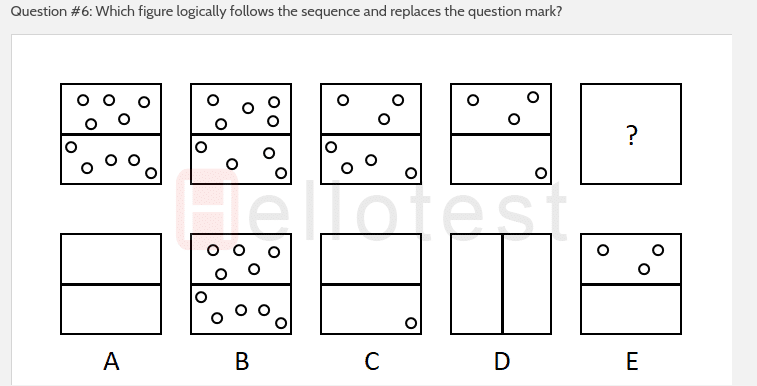 Question #6: Which figure logically follows the sequence and replaces the question mark?
?
Hellotest
A B C D E